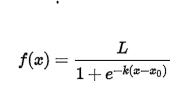 f(x) = L / (1 + e^{−k(x−x₀)})